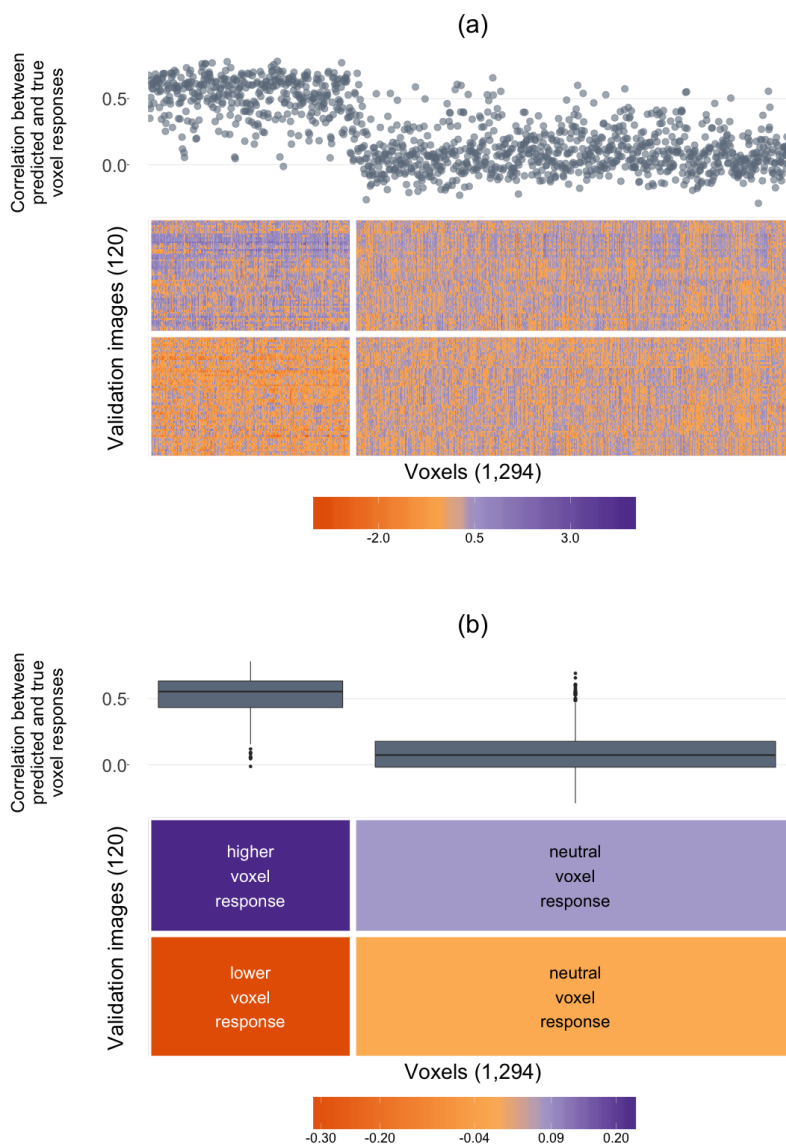 (a)
Correlation between
predicted and true
voxel responses
0.5
0.0
Validation images (120)
Voxels (1,294)
-2.0 0.5 3.0
(b)
Correlation between
predicted and true
voxel responses
0.5
0.0
Validation images (120)
higher
voxel
response
neutral
voxel
response
lower
voxel
response
neutral
voxel
response
Voxels (1,294)
-0.30 -0.20 -0.04 0.09 0.20